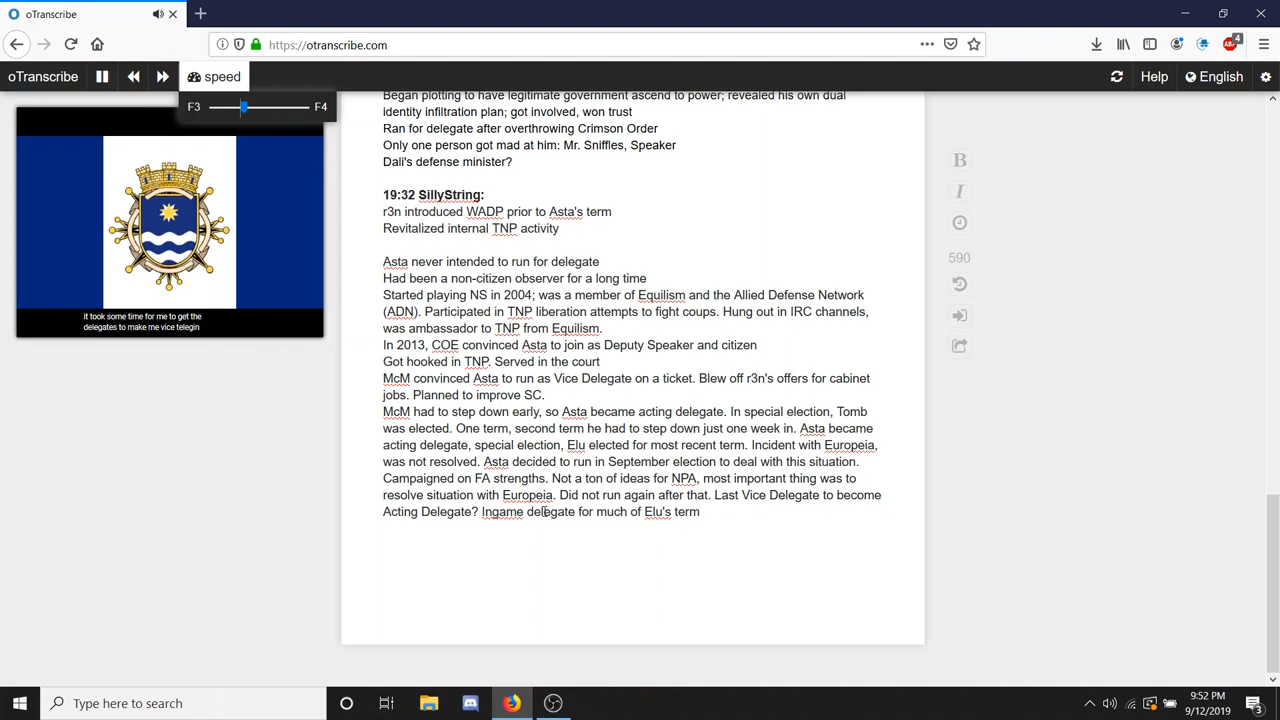 oTranscribe
https://otranscribe.com
4
oTranscribe
speed
Help
English
F3
F4
it took some time for me to get the
delegates to make me vice telegin
Began plotting to have legitimate government ascend to power; revealed his own dual
identity infiltration plan; got involved, won trust
Ran for delegate after overthrowing Crimson Order
Only one person got mad at him: Mr. Sniffles, Speaker
Dali's defense minister?
19:32 SillyString:
r3n introduced WADP prior to Asta's term
Revitalized internal TNP activity
Asta never intended to run for delegate
Had been a non-citizen observer for a long time
Started playing NS in 2004; was a member of Equilism and the Allied Defense Network
(ADN). Participated in TNP liberation attempts to fight coups. Hung out in IRC channels,
was ambassador to TNP from Equilism.
In 2013, COE convinced Asta to join as Deputy Speaker and citizen
Got hooked in TNP. Served in the court
McM convinced Asta to run as Vice Delegate on a ticket. Blew off r3n's offers for cabinet
jobs. Planned to improve SC.
McM had to step down early, so Asta became acting delegate. In special election, Tomb
was elected. One term, second term he had to step down just one week in. Asta became
acting delegate, special election, Elu elected for most recent term. Incident with Europeia,
was not resolved. Asta decided to run in September election to deal with this situation.
Campaigned on FA strengths. Not a ton of ideas for NPA, most important thing was to
resolve situation with Europeia. Did not run again after that. Last Vice Delegate to become
Acting Delegate? Ingame delegate for much of Elu's term
B
I
590
Type here to search
9:52 PM
9/12/2019
3